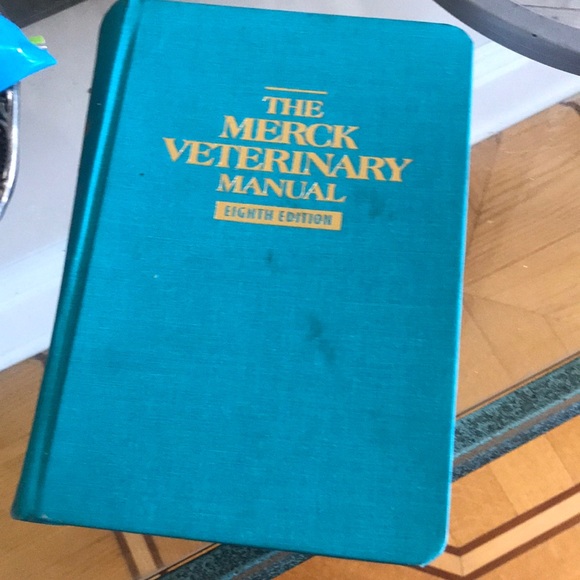 THE
MERCK
VETERINARY
MANUAL
EIGHTH EDITION